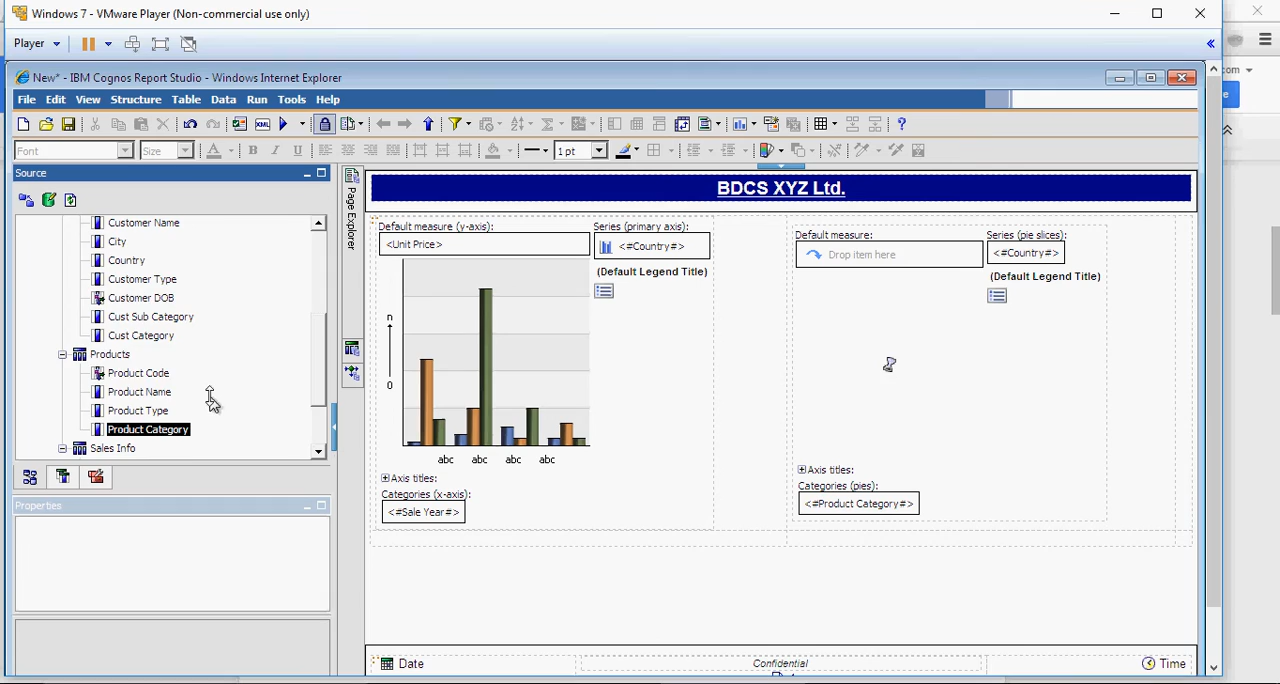 Windows 7 - VMware Player (Non-commercial use only)
Player
New* - IBM Cognos Report Studio - Windows Internet Explorer
File Edit View Structure Table Data Run Tools Help
Font Size 1 pt
Source
Customer Name
City
Country
Customer Type
Customer DOB
Cust Sub Category
Cust Category
Products
Product Code
Product Name
Product Type
Product Category
Sales Info
Properties
Page Explorer
BDCS XYZ Ltd.
Default measure (y-axis):
<Unit Price>
Series (primary axis):
<#Country#>
(Default Legend Title)
n
0
abc abc abc abc
Axis titles:
Categories (x-axis):
<#Sale Year#>
Default measure:
Drop item here
Series (pie slices):
<#Country#>
(Default Legend Title)
Axis titles:
Categories (pies):
<#Product Category#>
Date
Confidential
Time
com